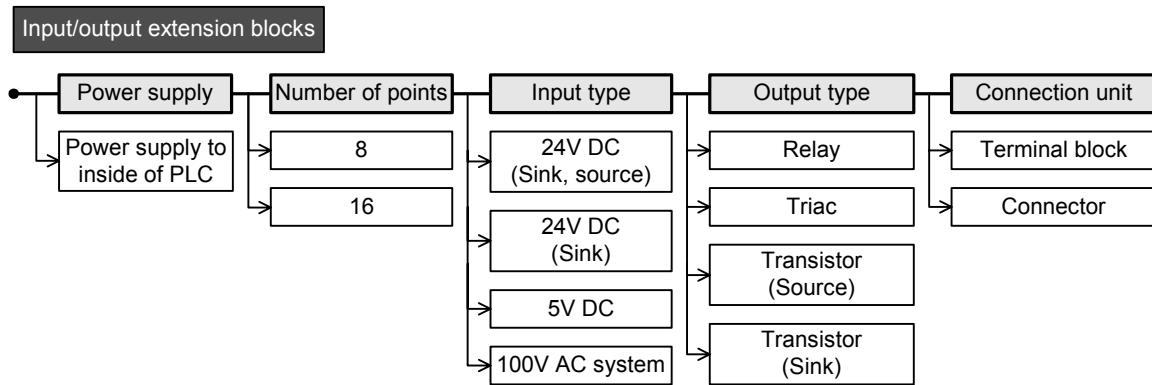 Input/output extension blocks
Power supply
Number of points
Input type
Output type
Connection unit
Power supply to
inside of PLC
8
16
24V DC
(Sink, source)
24V DC
(Sink)
5V DC
100V AC system
Relay
Triac
Transistor
(Source)
Transistor
(Sink)
Terminal block
Connector